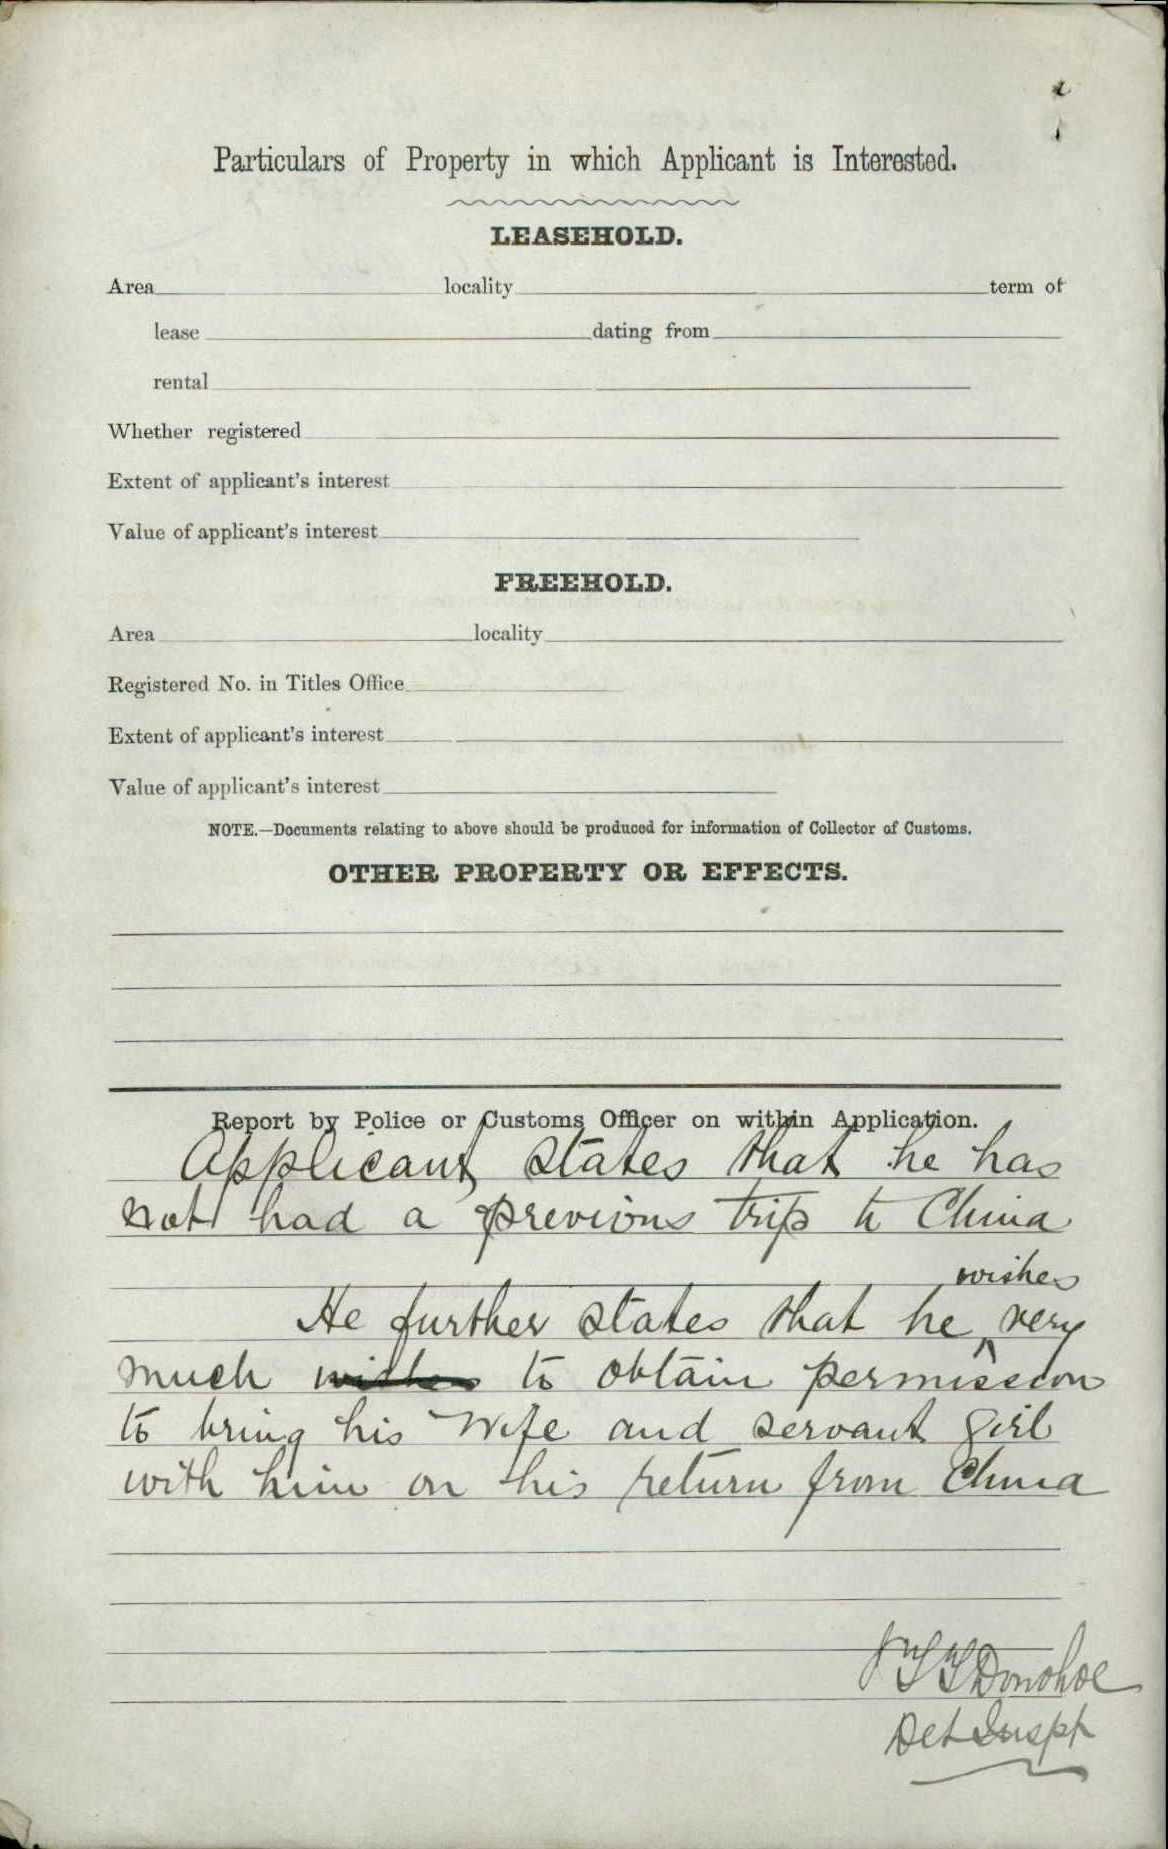 Particulars of Property in which Applicant is Interested.
LEASEHOLD.
Area locality term of
lease dating from
rental
Whether registered
Extent of applicant's interest
Value of applicant's interest
FREEHOLD.
Area locality
Registered No. in Titles Office
Extent of applicant's interest
Value of applicant's interest
NOTE.—Documents relating to above should be produced for information of Collector of Customs.
OTHER PROPERTY OR EFFECTS.
Report by Police or Customs Officer on within Application.
Applicant states that he has
not had a previous trip to China
wishes
He further states that he ^ very
much wishes to obtain permission
to bring his Wife and servant girl
with him on his return from China
Donohoe
Det Inspr